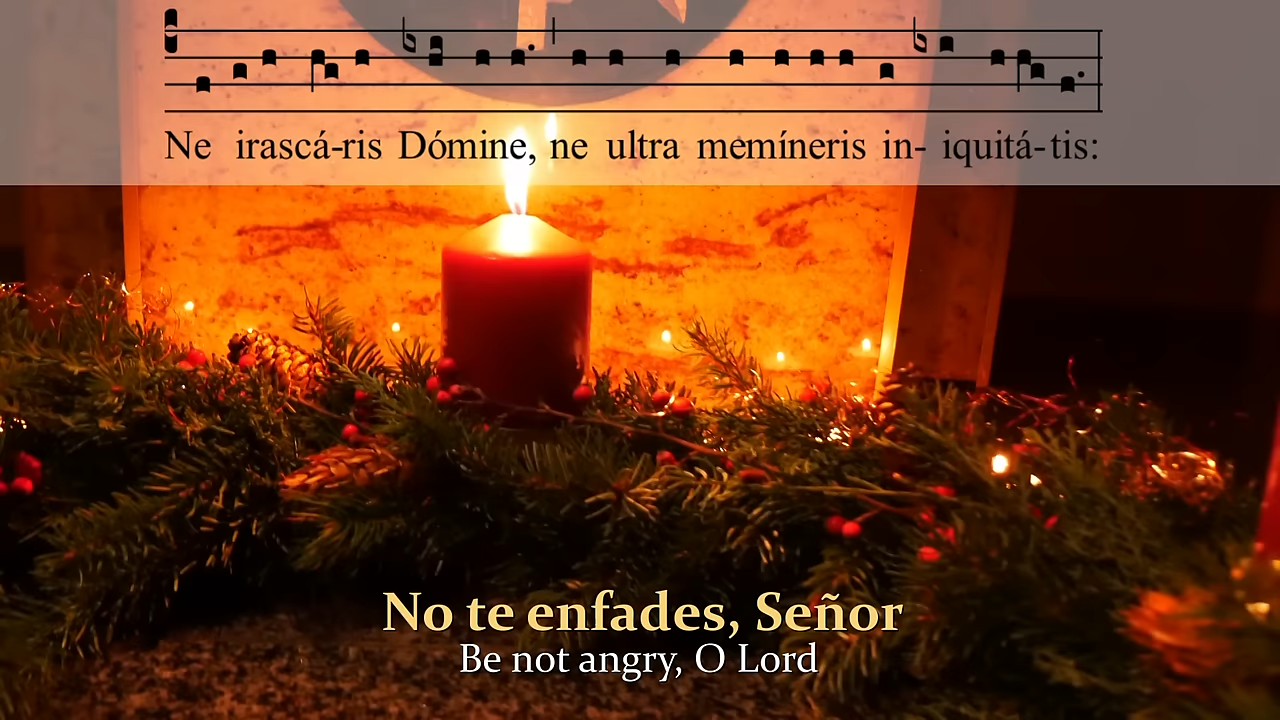 Ne irascá-ris Dómine, ne ultra memíneris in- iquitá-tis:
No te enfades, Señor
Be not angry, O Lord